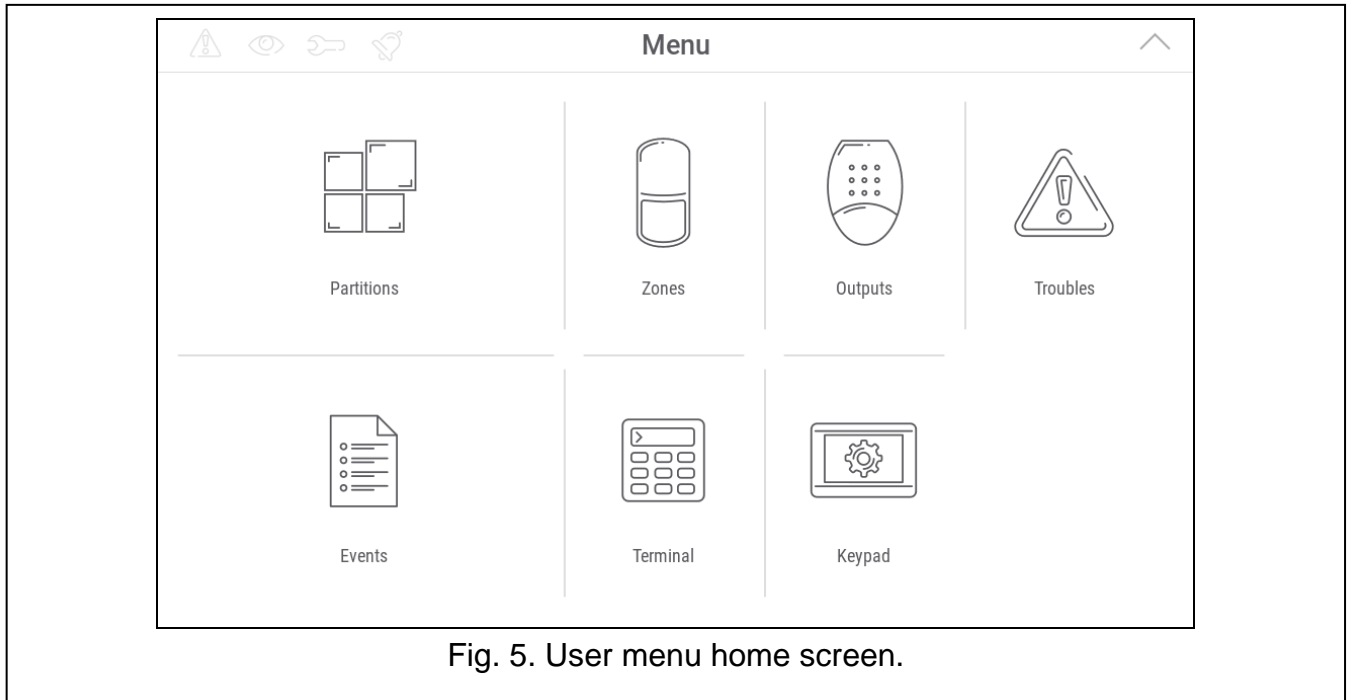 Menu
Partitions
Zones
Outputs
Troubles
Events
Terminal
Keypad
Fig. 5. User menu home screen.